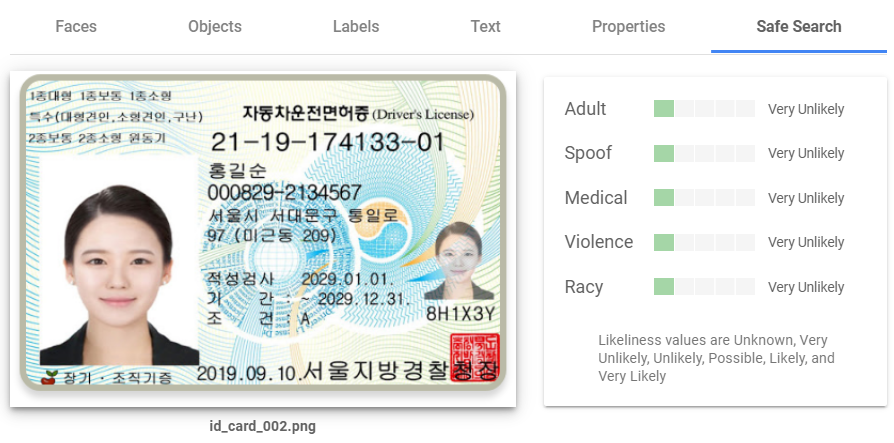 Faces Objects Labels Text Properties Safe Search
1종대형 1종보통 1종소형
특수(대형견인,소형견인,구난)
2종보통 2종소형 원동기
자동차운전면허증 (Driver's License)
21-19-174133-01
홍길순
000829-2134567
서울시 서대문구 통일로
97 (미근동 209)
적성검사 2029.01.01.
기 간 : ~ 2029.12.31.
조 건 : A
8H1X3Y
장기 · 조직기증
2019.09.10. 서울지방경찰청장
id_card_002.png
Adult Very Unlikely
Spoof Very Unlikely
Medical Very Unlikely
Violence Very Unlikely
Racy Very Unlikely
Likeliness values are Unknown, Very
Unlikely, Unlikely, Possible, Likely, and
Very Likely